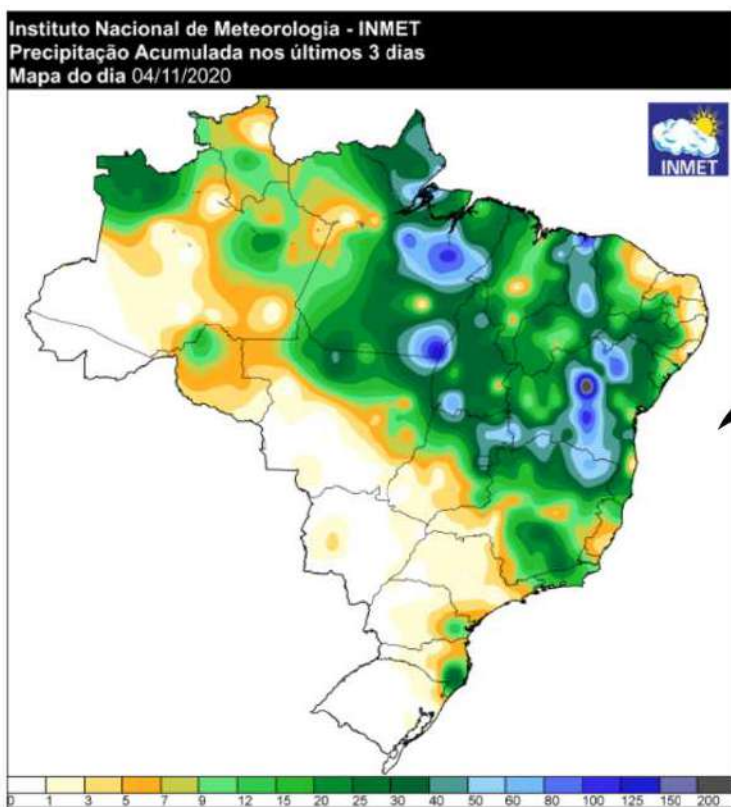 Instituto Nacional de Meteorologia - INMET
Precipitação Acumulada nos últimos 3 dias
Mapa do dia 04/11/2020
INMET
0 1 3 5 7 9 12 15 20 25 30 40 50 60 80 100 125 150 200